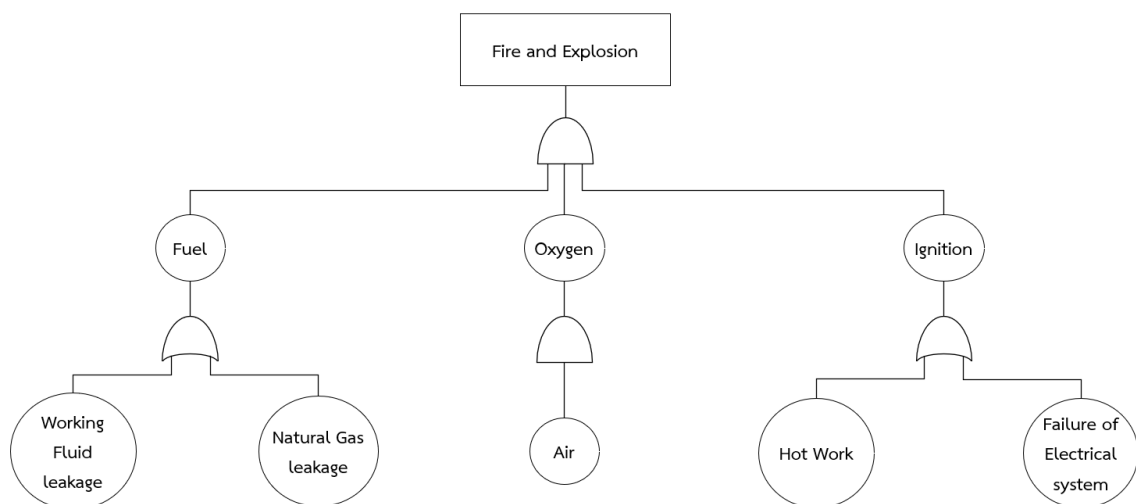 Fire and Explosion
Fuel
Oxygen
Ignition
Working
Fluid
leakage
Natural Gas
leakage
Air
Hot Work
Failure of
Electrical
system